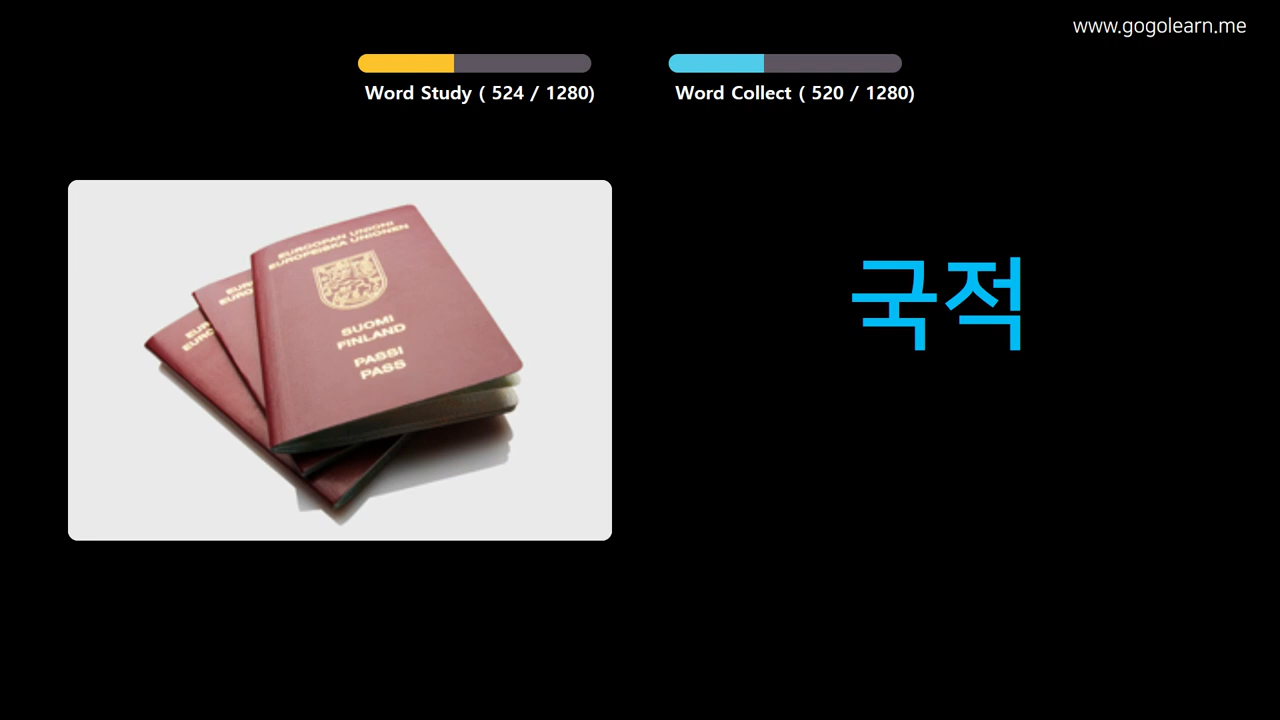 www.gogolearn.me
Word Study ( 524 / 1280)
Word Collect ( 520 / 1280)
EUROOPAN UNIONI
EUROPEISKA UNIONEN
SUOMI
FINLAND
PASSI
PASS
국적